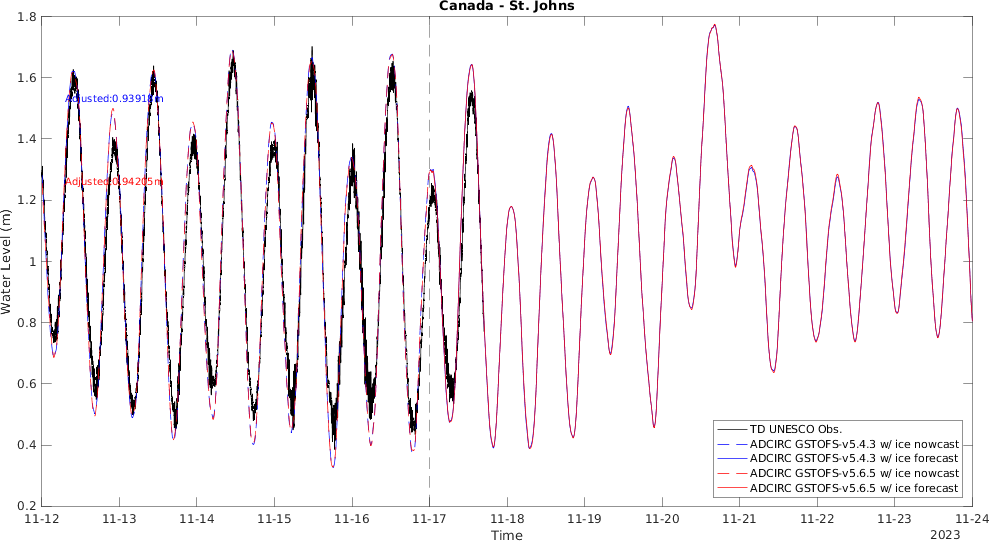 Canada - St. Johns
1.8
1.6
1.4
1.2
1
0.8
0.6
0.4
0.2
Water Level (m)
Adjusted:0.93918m
Adjusted:0.94205m
TD UNESCO Obs.
ADCIRC GSTOFS-v5.4.3 w/ ice nowcast
ADCIRC GSTOFS-v5.4.3 w/ ice forecast
ADCIRC GSTOFS-v5.6.5 w/ ice nowcast
ADCIRC GSTOFS-v5.6.5 w/ ice forecast
11-12 11-13 11-14 11-15 11-16 11-17 11-18 11-19 11-20 11-21 11-22 11-23 11-24
Time
2023